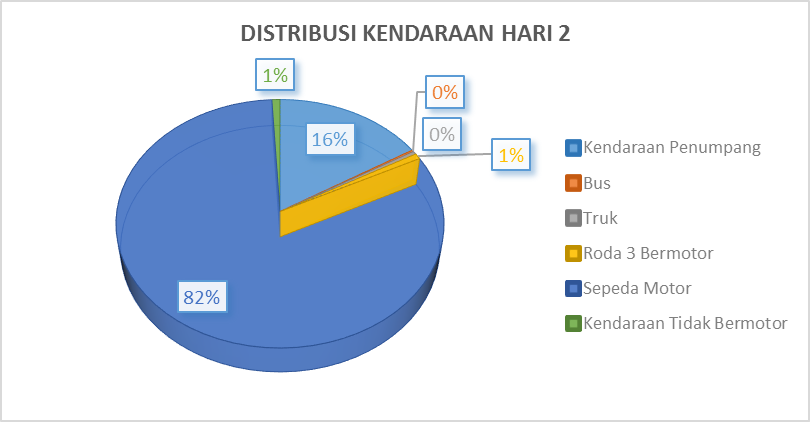 DISTRIBUSI KENDARAAN HARI 2
1%
0%
16%
0%
1%
82%
Kendaraan Penumpang
Bus
Truk
Roda 3 Bermotor
Sepeda Motor
Kendaraan Tidak Bermotor